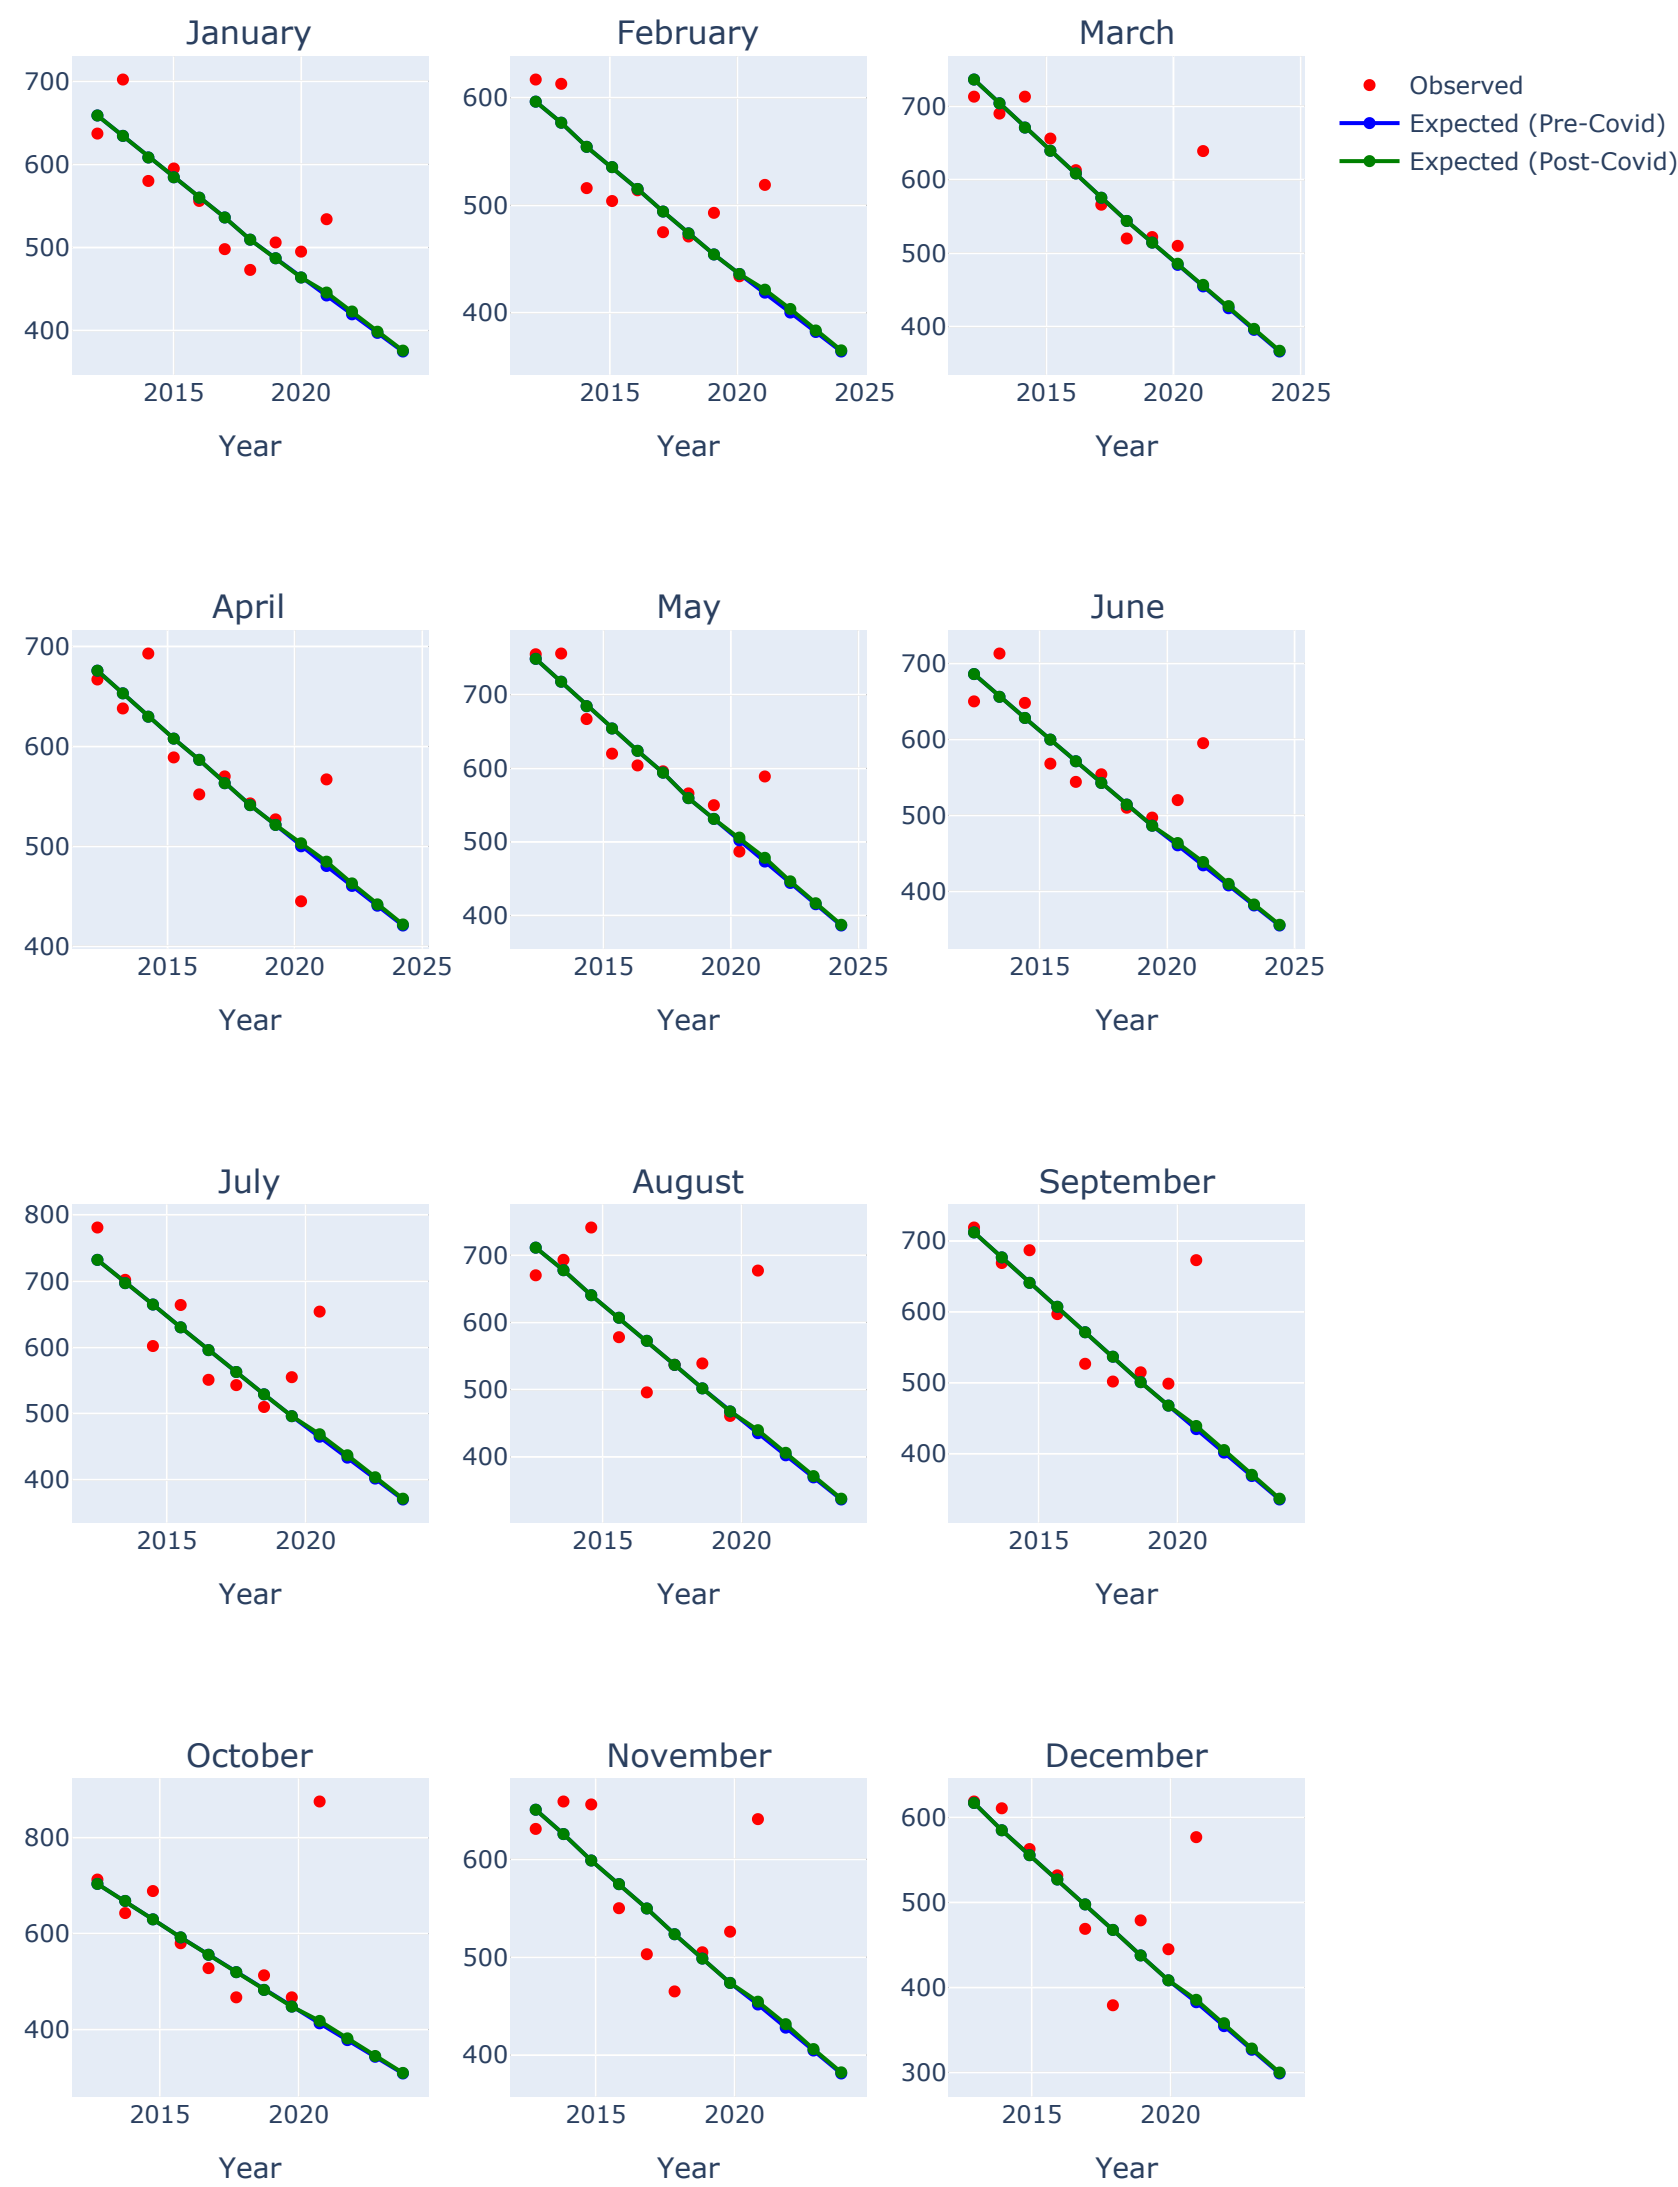 January
February
March
Observed
Expected (Pre-Covid)
Expected (Post-Covid)
700
600
500
400
2015
2020
Year
600
500
400
2015
2020
2025
Year
700
600
500
400
2015
2020
2025
Year
April
May
June
700
600
500
400
2015
2020
2025
Year
700
600
500
400
2015
2020
2025
Year
700
600
500
400
2015
2020
2025
Year
July
August
September
800
700
600
500
400
2015
2020
Year
700
600
500
400
2015
2020
Year
700
600
500
400
2015
2020
Year
October
November
December
800
600
400
2015
2020
Year
600
500
400
2015
2020
Year
600
500
400
300
2015
2020
Year